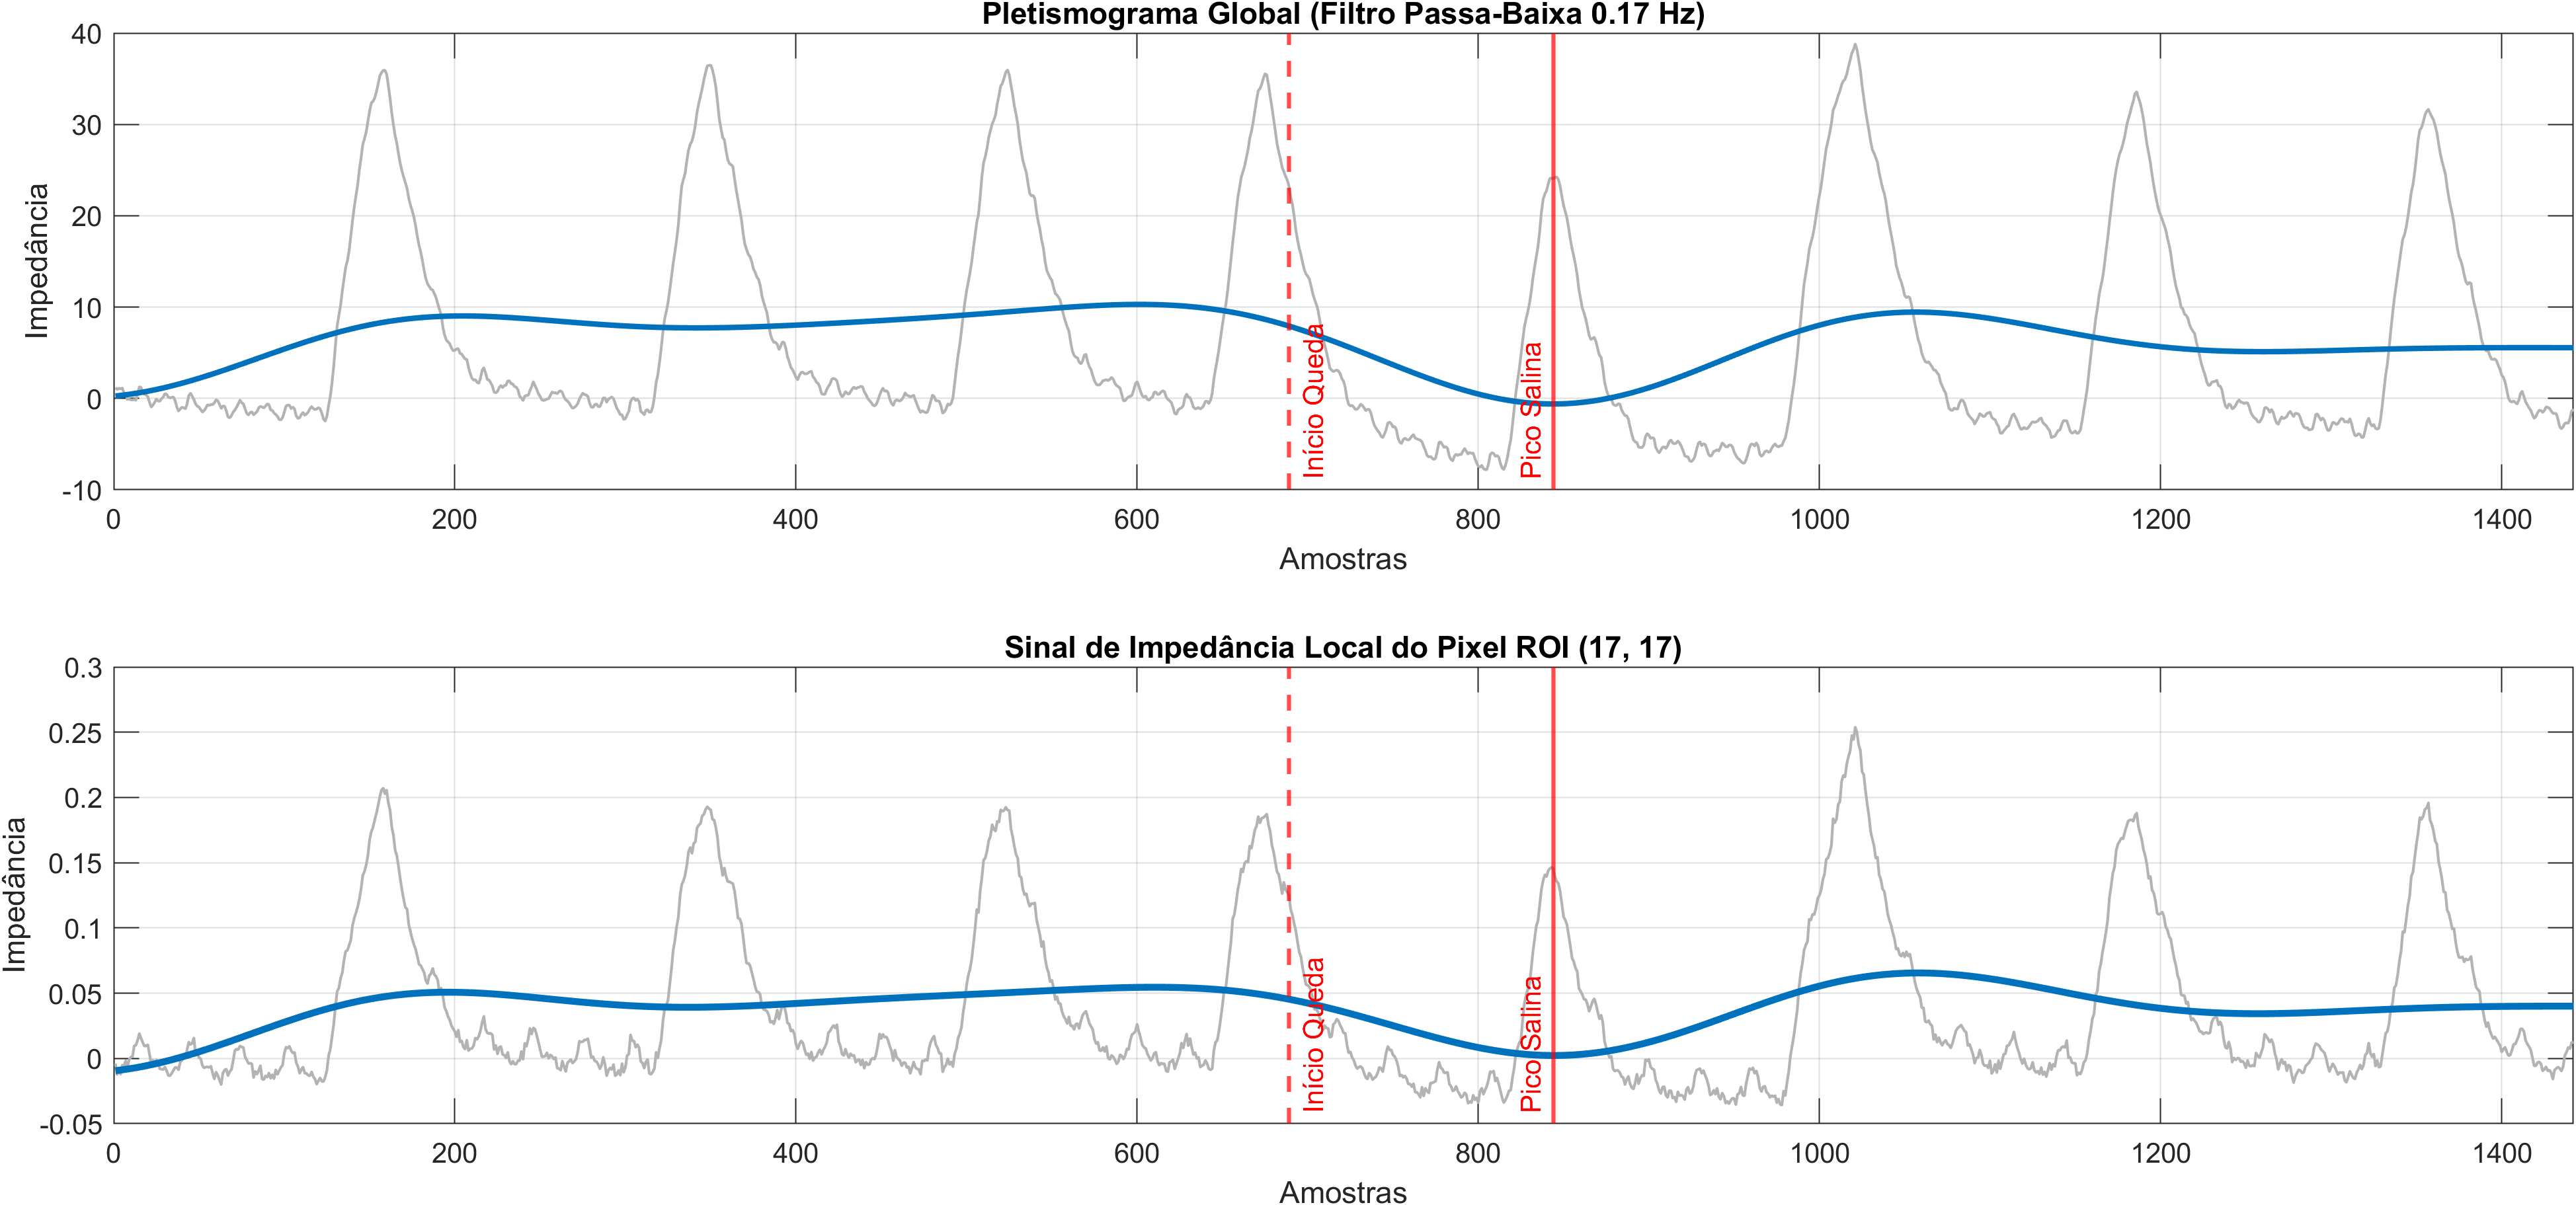 Pletismograma Global (Filtro Passa-Baixa 0.17 Hz)
40
30
20
10
0
-10
Impedância
Início Queda
Pico Salina
0 200 400 600 800 1000 1200 1400
Amostras
Sinal de Impedância Local do Pixel ROI (17, 17)
0.3
0.25
0.2
0.15
0.1
0.05
0
-0.05
Impedância
Início Queda
Pico Salina
0 200 400 600 800 1000 1200 1400
Amostras